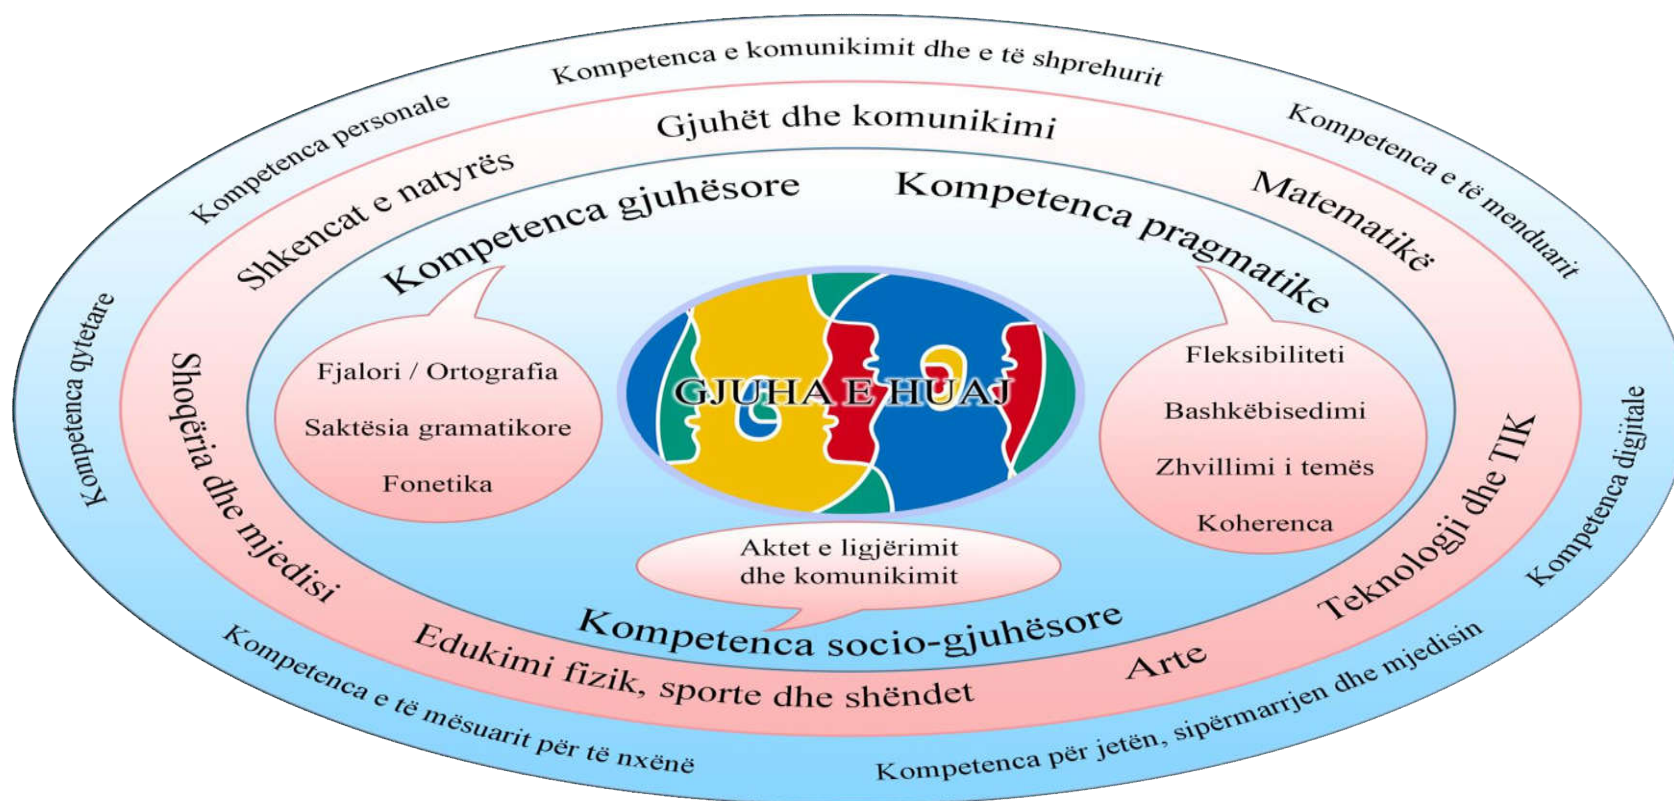 Kompetenca e komunikimit dhe e të shprehurit
Kompetenca personale
Kompetenca e të menduarit
Kompetenca qytetare
Kompetenca digjitale
Kompetenca e të mësuarit për të nxënë
Kompetenca për jetën, sipërmarrjen dhe mjedisin
Gjuhët dhe komunikimi
Shkencat e natyrës
Matematikë
Shoqëria dhe mjedisi
Teknologji dhe TIK
Edukimi fizik, sporte dhe shëndet
Arte
Kompetenca gjuhësore
Kompetenca pragmatike
Fjalori / Ortografia
Saktësia gramatikore
Fonetika
GJUHA E HUAJ
Fleksibiliteti
Bashkëbisedimi
Zhvillimi i temës
Koherenca
Aktet e ligjërimit
dhe komunikimit
Kompetenca socio-gjuhësore